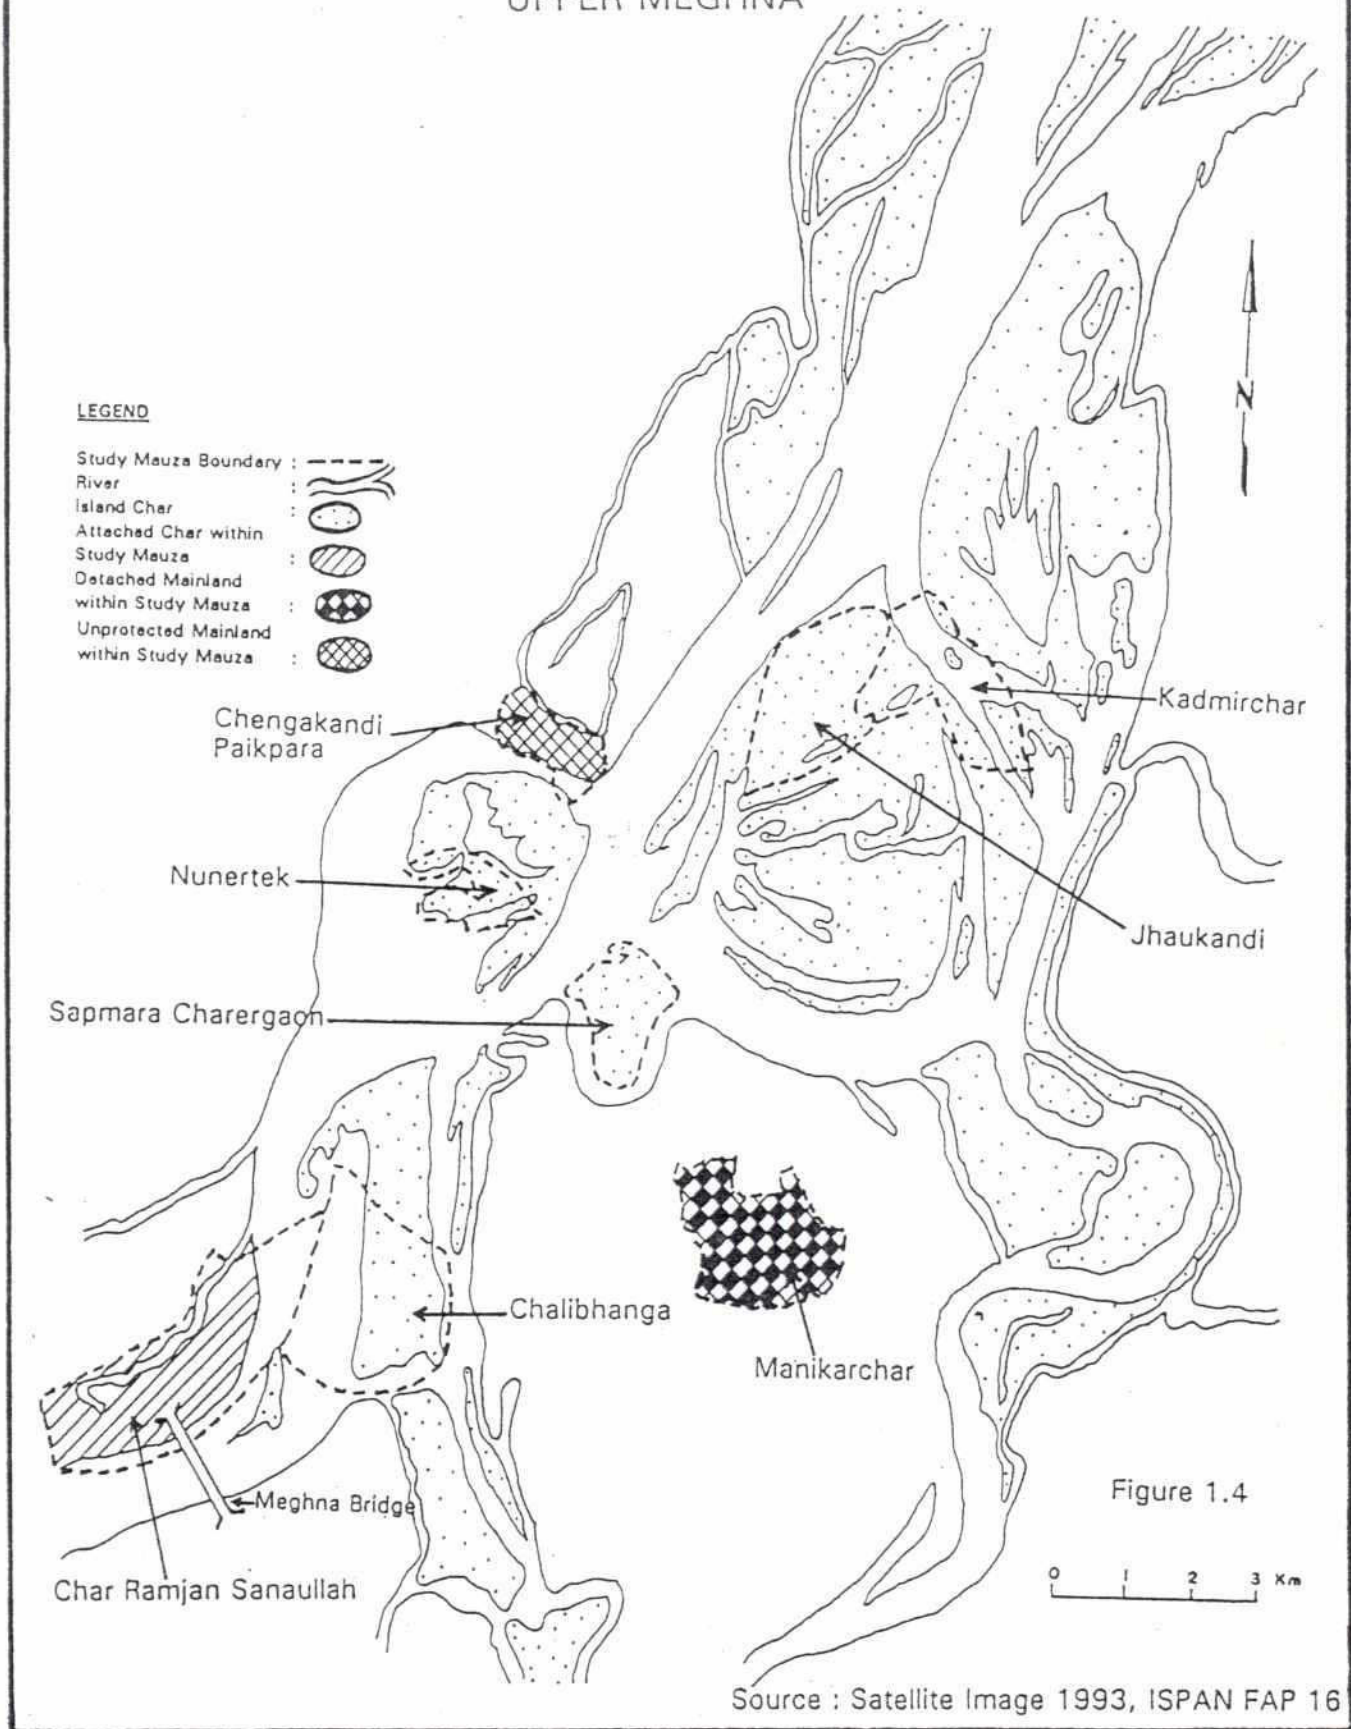 UPPER MEGHNA
N
LEGEND
Study Mauza Boundary :
River :
Island Char :
Attached Char within
Study Mauza :
Detached Mainland
within Study Mauza :
Unprotected Mainland
within Study Mauza :
Chengakandi
Paikpara
Kadmirchar
Nunertek
Jhaukandi
Sapmara Charergaon
Chalibhanga
Manikarchar
Meghna Bridge
Char Ramjan Sanaullah
Figure 1.4
0 1 2 3 Km
Source : Satellite Image 1993, ISPAN FAP 16